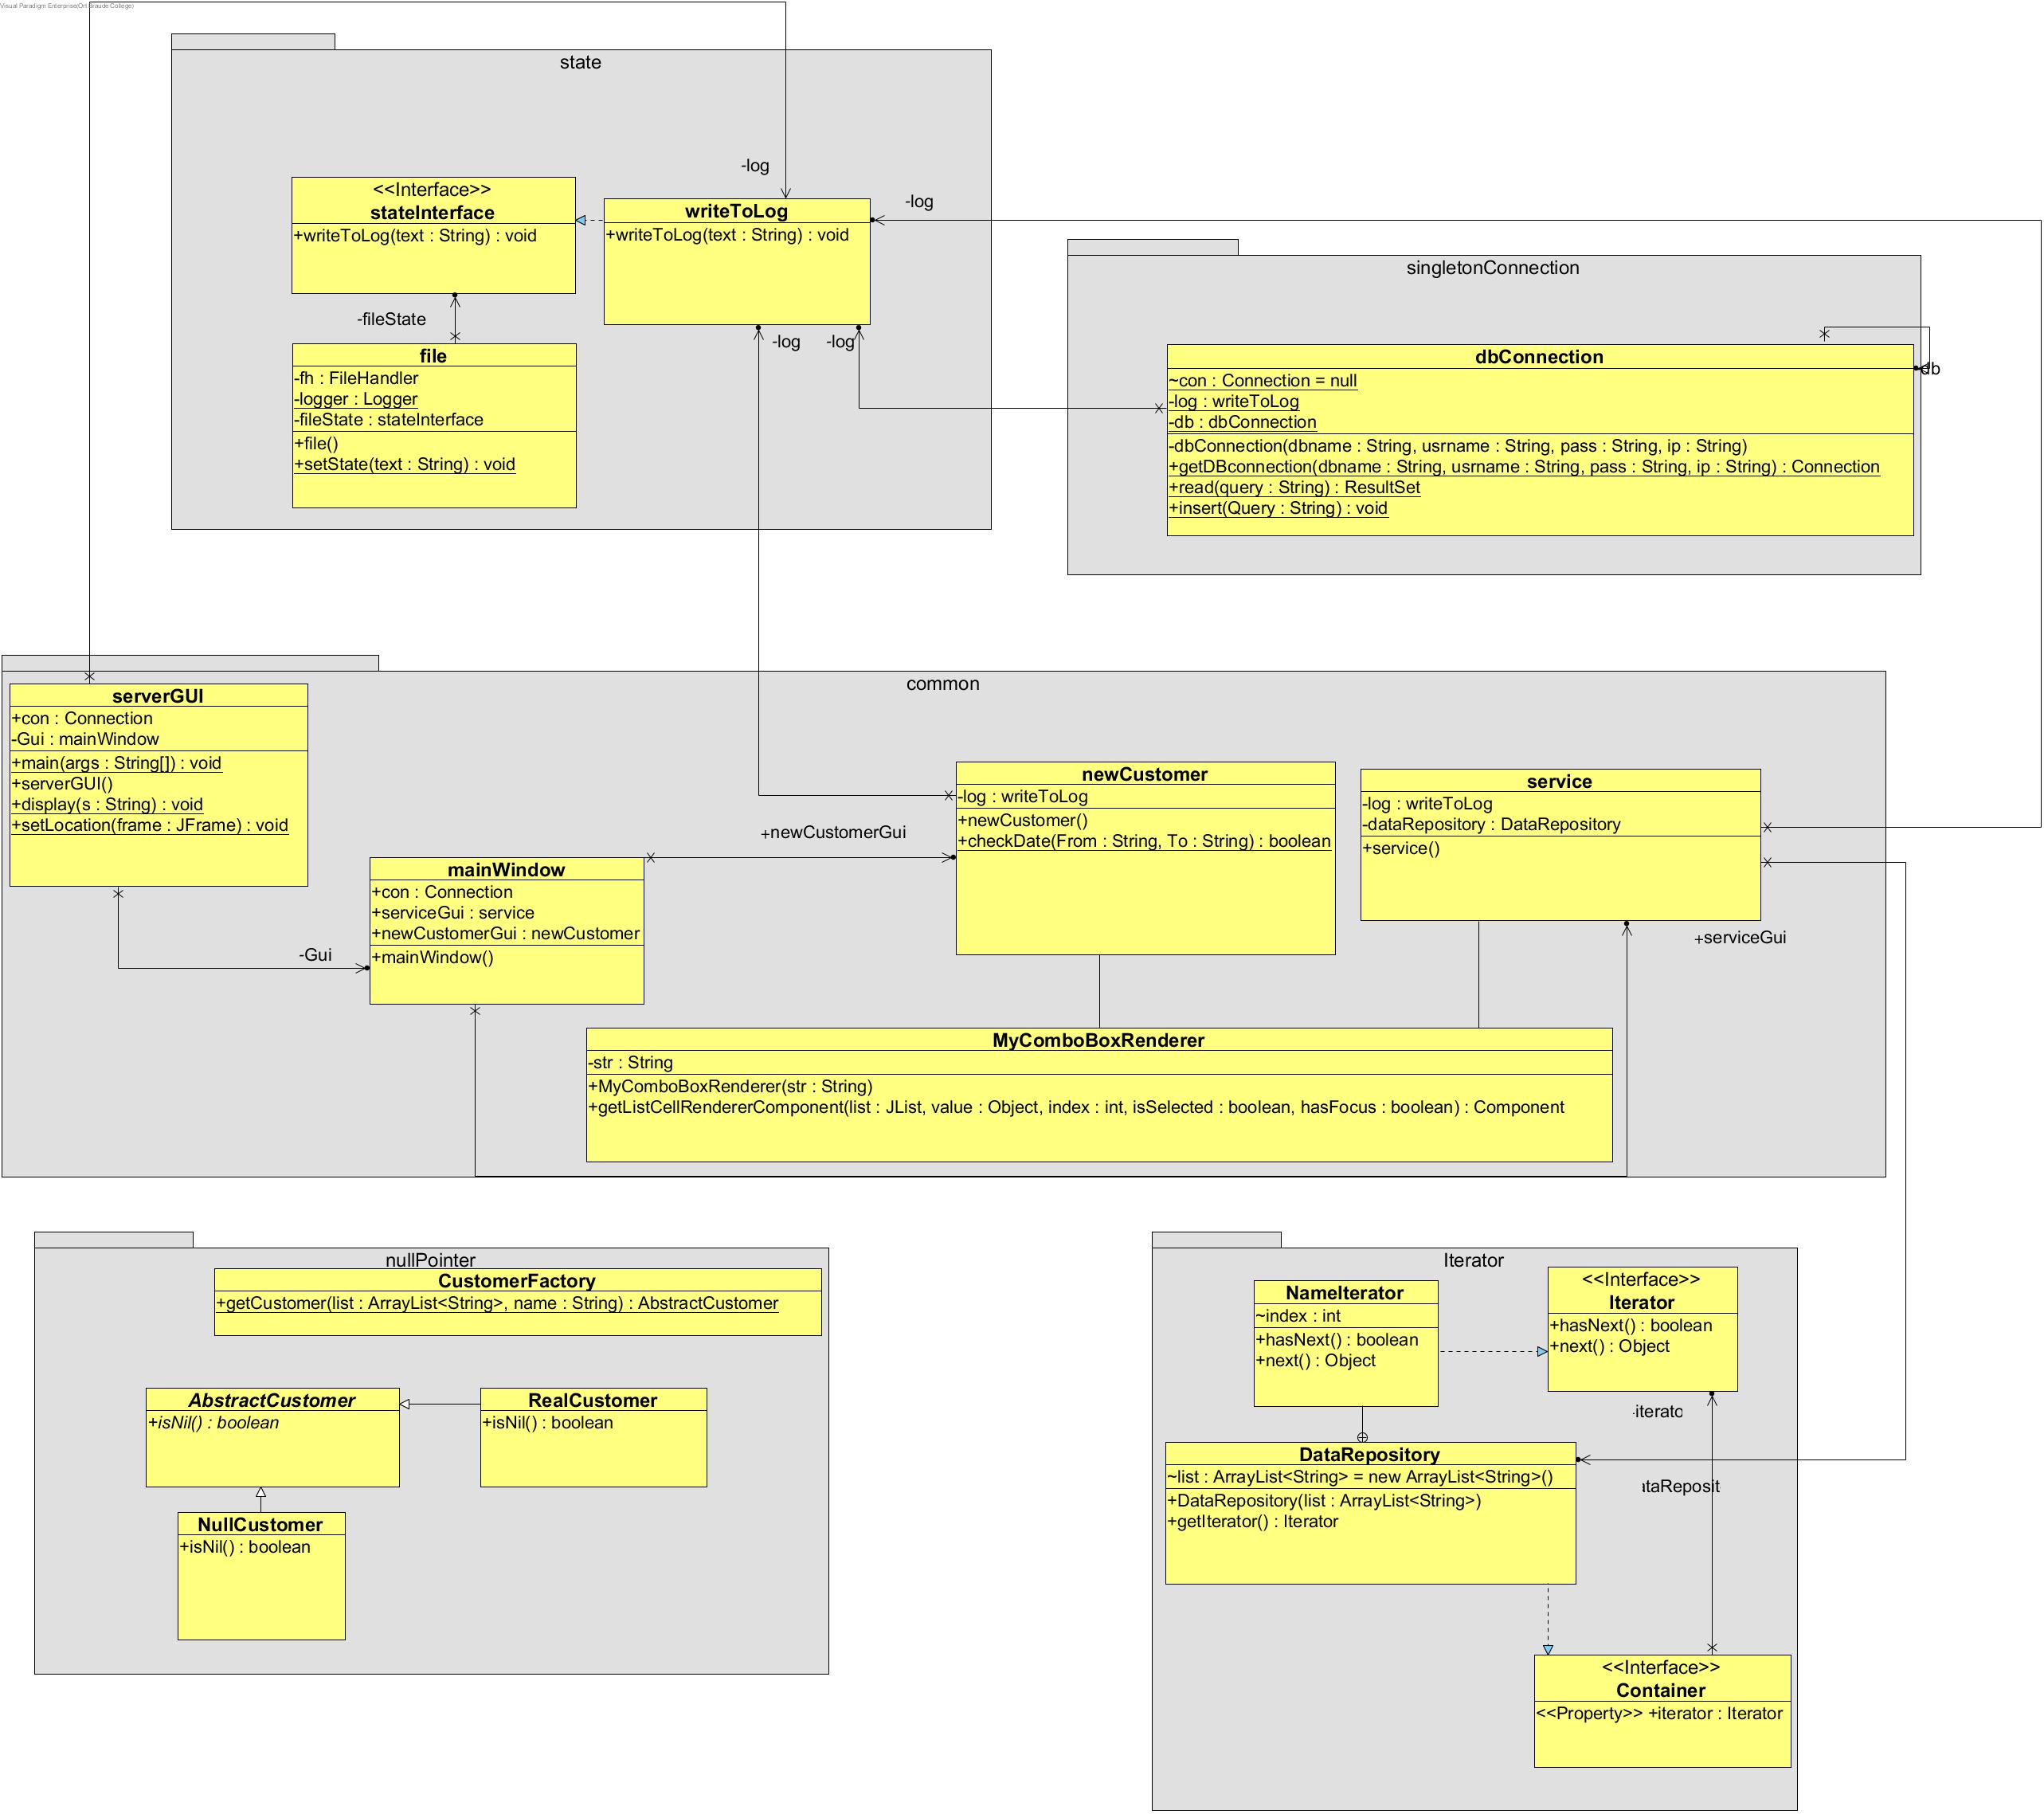 Visual Paradigm Enterprise(Ort Braude College)
state
-log
-log
<<Interface>>
stateInterface
+writeToLog(text : String) : void
writeToLog
+writeToLog(text : String) : void
-fileState
-log
-log
file
-fh : FileHandler
-logger : Logger
-fileState : stateInterface
+file()
+setState(text : String) : void
singletonConnection
dbConnection
db
~con : Connection = null
-log : writeToLog
-db : dbConnection
-dbConnection(dbname : String, usrname : String, pass : String, ip : String)
+getDBconnection(dbname : String, usrname : String, pass : String, ip : String) : Connection
+read(query : String) : ResultSet
+insert(Query : String) : void
common
serverGUI
+con : Connection
-Gui : mainWindow
+main(args : String[]) : void
+serverGUI()
+display(s : String) : void
+setLocation(frame : JFrame) : void
newCustomer
-log : writeToLog
+newCustomer()
+checkDate(From : String, To : String) : boolean
service
-log : writeToLog
-dataRepository : DataRepository
+service()
+newCustomerGui
mainWindow
+con : Connection
+serviceGui : service
+newCustomerGui : newCustomer
+mainWindow()
-Gui
+serviceGui
MyComboBoxRenderer
-str : String
+MyComboBoxRenderer(str : String)
+getListCellRendererComponent(list : JList, value : Object, index : int, isSelected : boolean, hasFocus : boolean) : Component
nullPointer
CustomerFactory
+getCustomer(list : ArrayList<String>, name : String) : AbstractCustomer
AbstractCustomer
+isNil() : boolean
RealCustomer
+isNil() : boolean
NullCustomer
+isNil() : boolean
Iterator
NameIterator
~index : int
+hasNext() : boolean
+next() : Object
<<Interface>>
Iterator
+hasNext() : boolean
+next() : Object
-iterato
DataRepository
~list : ArrayList<String> = new ArrayList<String>()
+DataRepository(list : ArrayList<String>)
+getIterator() : Iterator
ataReposit
<<Interface>>
Container
<<Property>> +iterator : Iterator